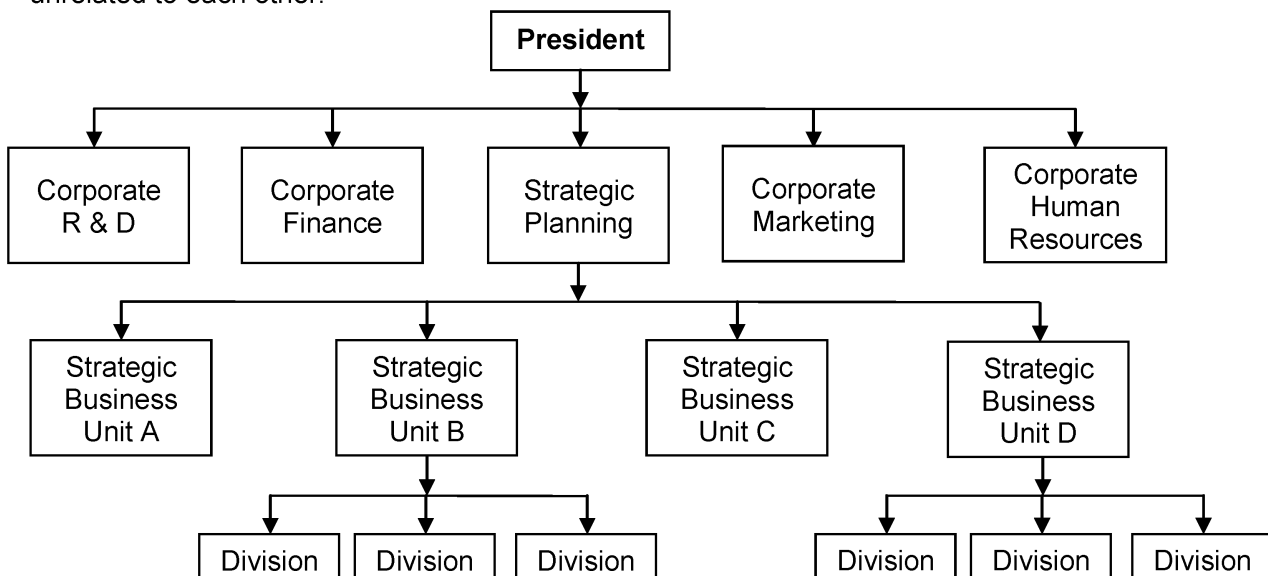 unrelated to each other.
President
Corporate
R & D
Corporate
Finance
Strategic
Planning
Corporate
Marketing
Corporate
Human
Resources
Strategic
Business
Unit A
Strategic
Business
Unit B
Strategic
Business
Unit C
Strategic
Business
Unit D
Division
Division
Division
Division
Division
Division